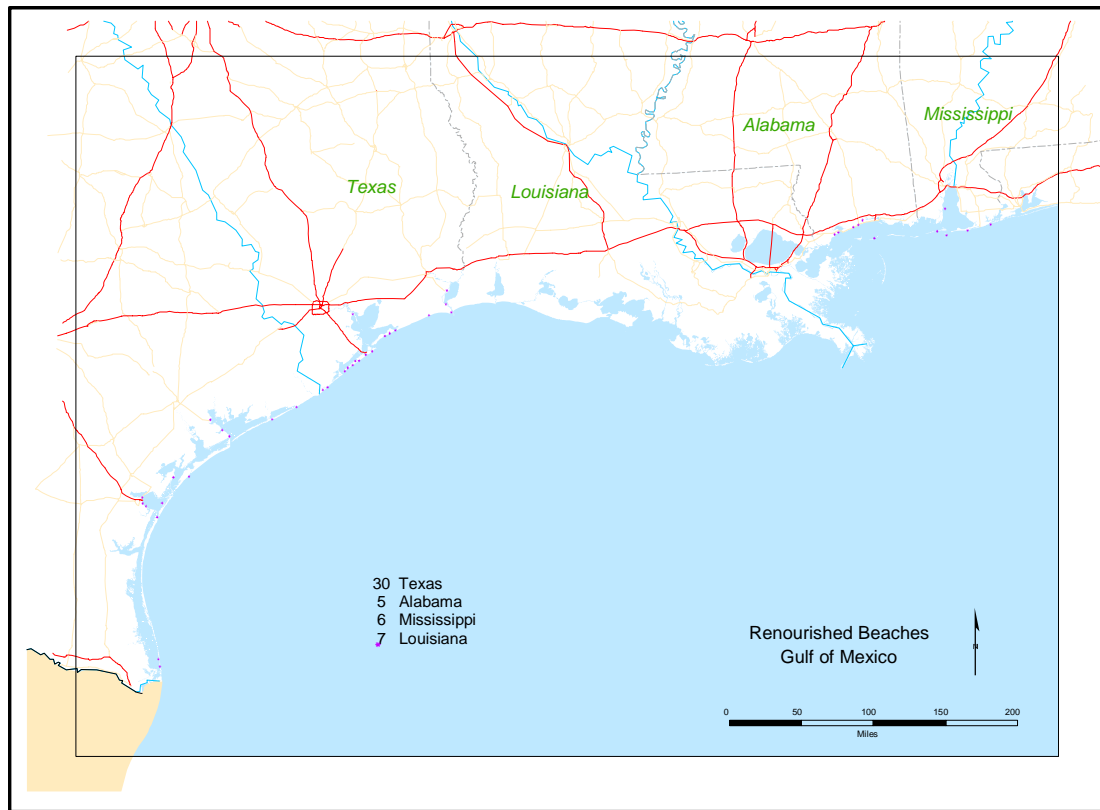 Mississippi
Alabama
Texas
Louisiana
30 Texas
5 Alabama
6 Mississippi
7 Louisiana
Renourished Beaches
Gulf of Mexico
N
0 50 100 150 200
Miles